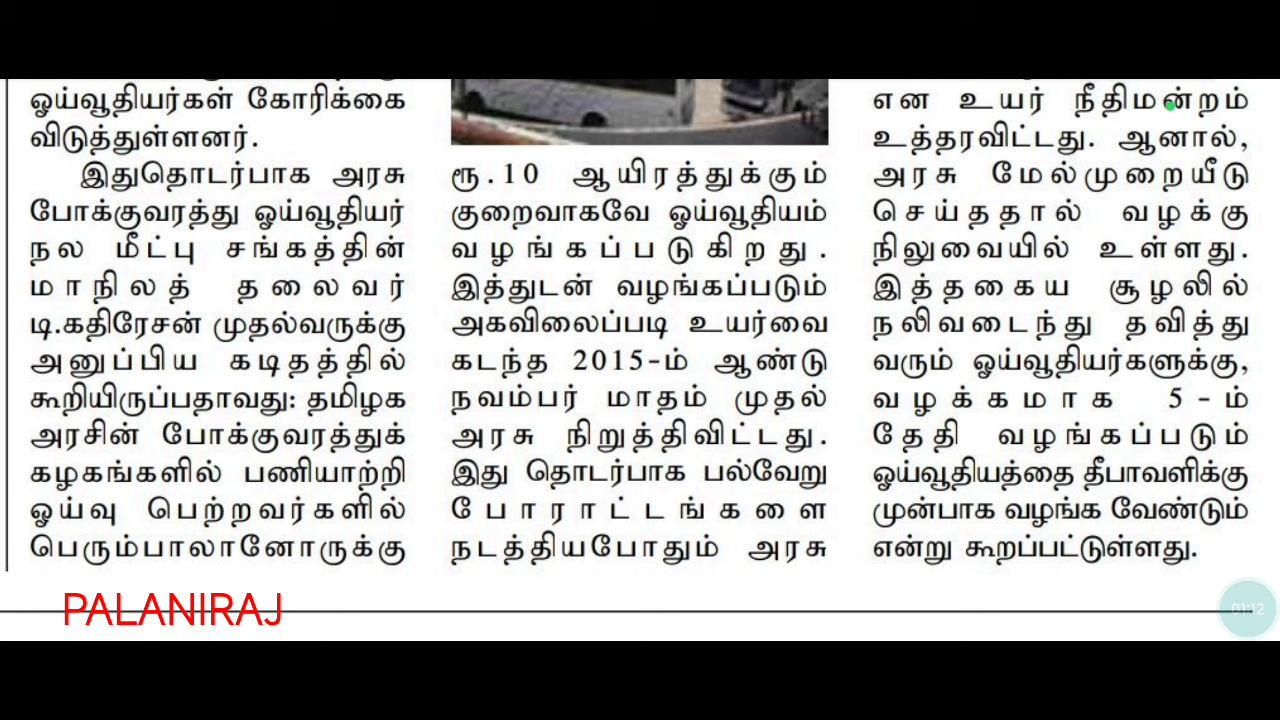 ஓய்வூதியர்கள் கோரிக்கை
விடுத்துள்ளனர்.
இதுதொடர்பாக அரசு
போக்குவரத்து ஓய்வூதியர்
நல மீட்பு சங்கத்தின்
மாநிலத் தலைவர்
டி.கதிரேசன் முதல்வருக்கு
அனுப்பிய கடிதத்தில்
கூறியிருப்பதாவது: தமிழக
அரசின் போக்குவரத்துக்
கழகங்களில் பணியாற்றி
ஓய்வு பெற்றவர்களில்
பெரும்பாலானோருக்கு
ரூ.10 ஆயிரத்துக்கும்
குறைவாகவே ஓய்வூதியம்
வழங்கப்படுகிறது.
இத்துடன் வழங்கப்படும்
அகவிலைப்படி உயர்வை
கடந்த 2015-ம் ஆண்டு
நவம்பர் மாதம் முதல்
அரசு நிறுத்திவிட்டது.
இது தொடர்பாக பல்வேறு
போராட்டங்களை
நடத்தியபோதும் அரசு
என உயர் நீதிமன்றம்
உத்தரவிட்டது. ஆனால்,
அரசு மேல்முறையீடு
செய்ததால் வழக்கு
நிலுவையில் உள்ளது.
இத்தகைய சூழலில்
நலிவடைந்து தவித்து
வரும் ஓய்வூதியர்களுக்கு,
வழக்கமாக 5-ம்
தேதி வழங்கப்படும்
ஓய்வூதியத்தை தீபாவளிக்கு
முன்பாக வழங்க வேண்டும்
என்று கூறப்பட்டுள்ளது.
PALANIRAJ
01:12